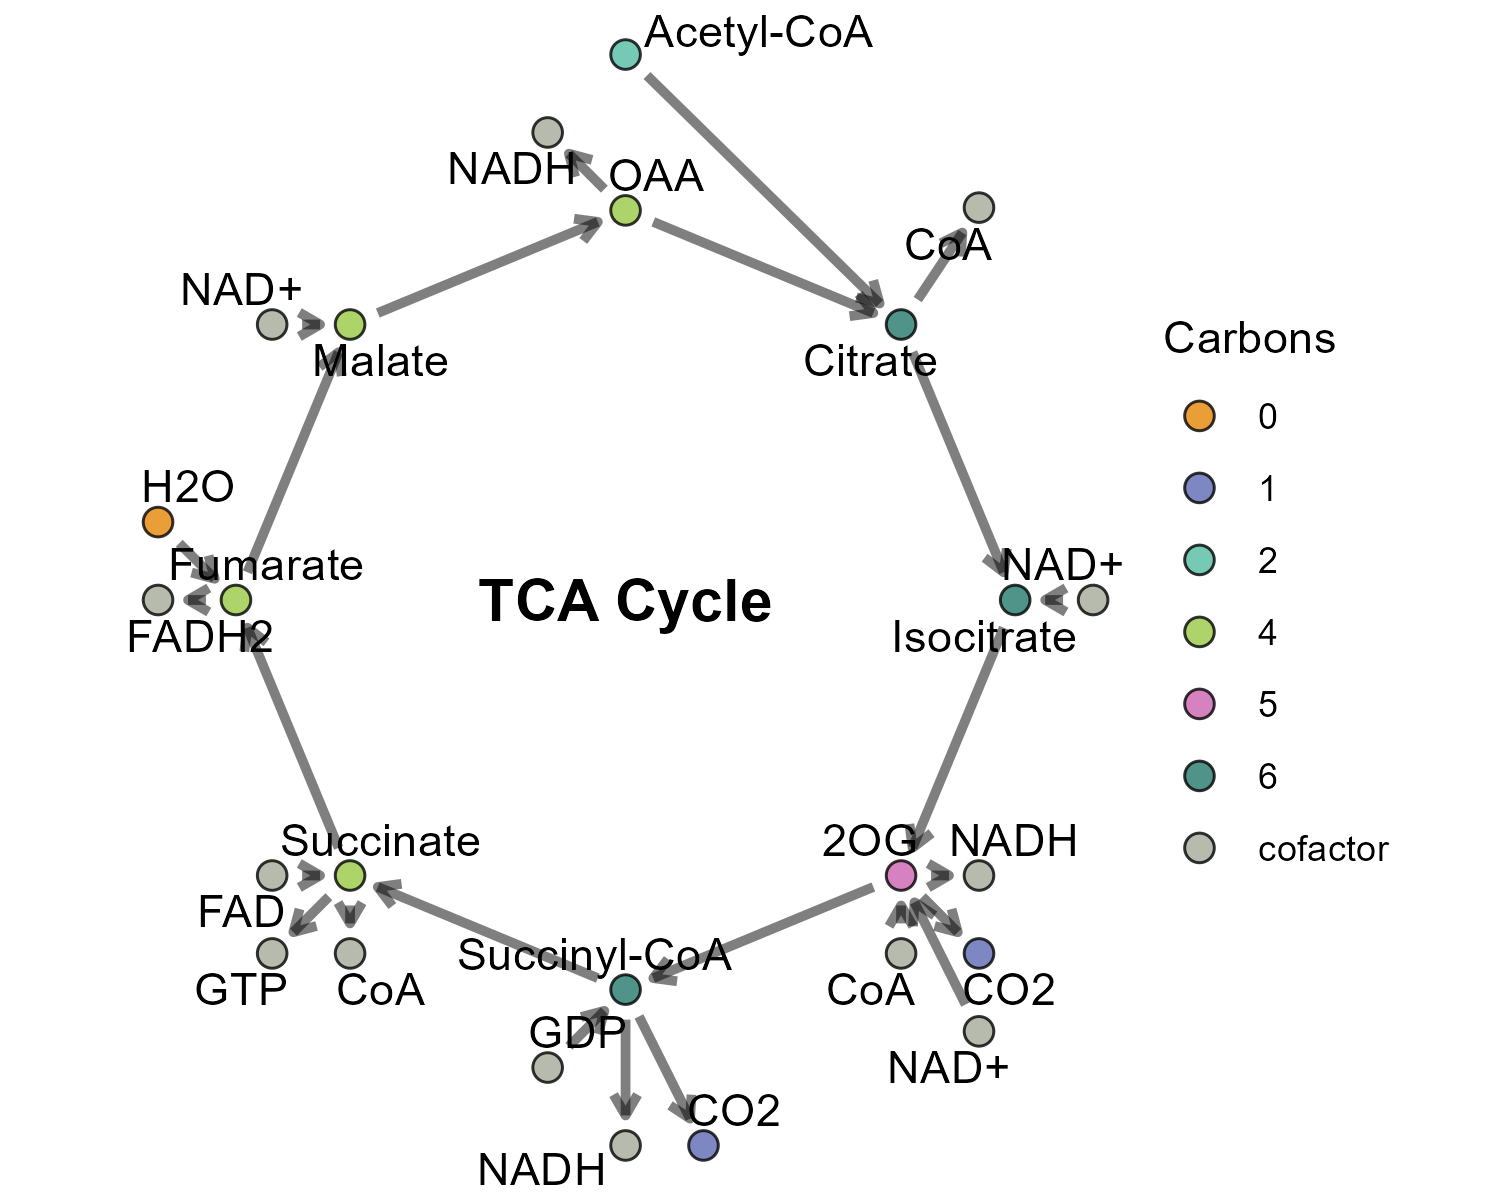 Acetyl-CoA
NADH
OAA
CoA
NAD+
Malate
Citrate
Carbons
0
1
2
4
5
6
cofactor
H2O
Fumarate
FADH2
TCA Cycle
NAD+
Isocitrate
Succinate
FAD
GTP
CoA
2OG
NADH
CoA
CO2
NAD+
Succinyl-CoA
GDP
NADH
CO2